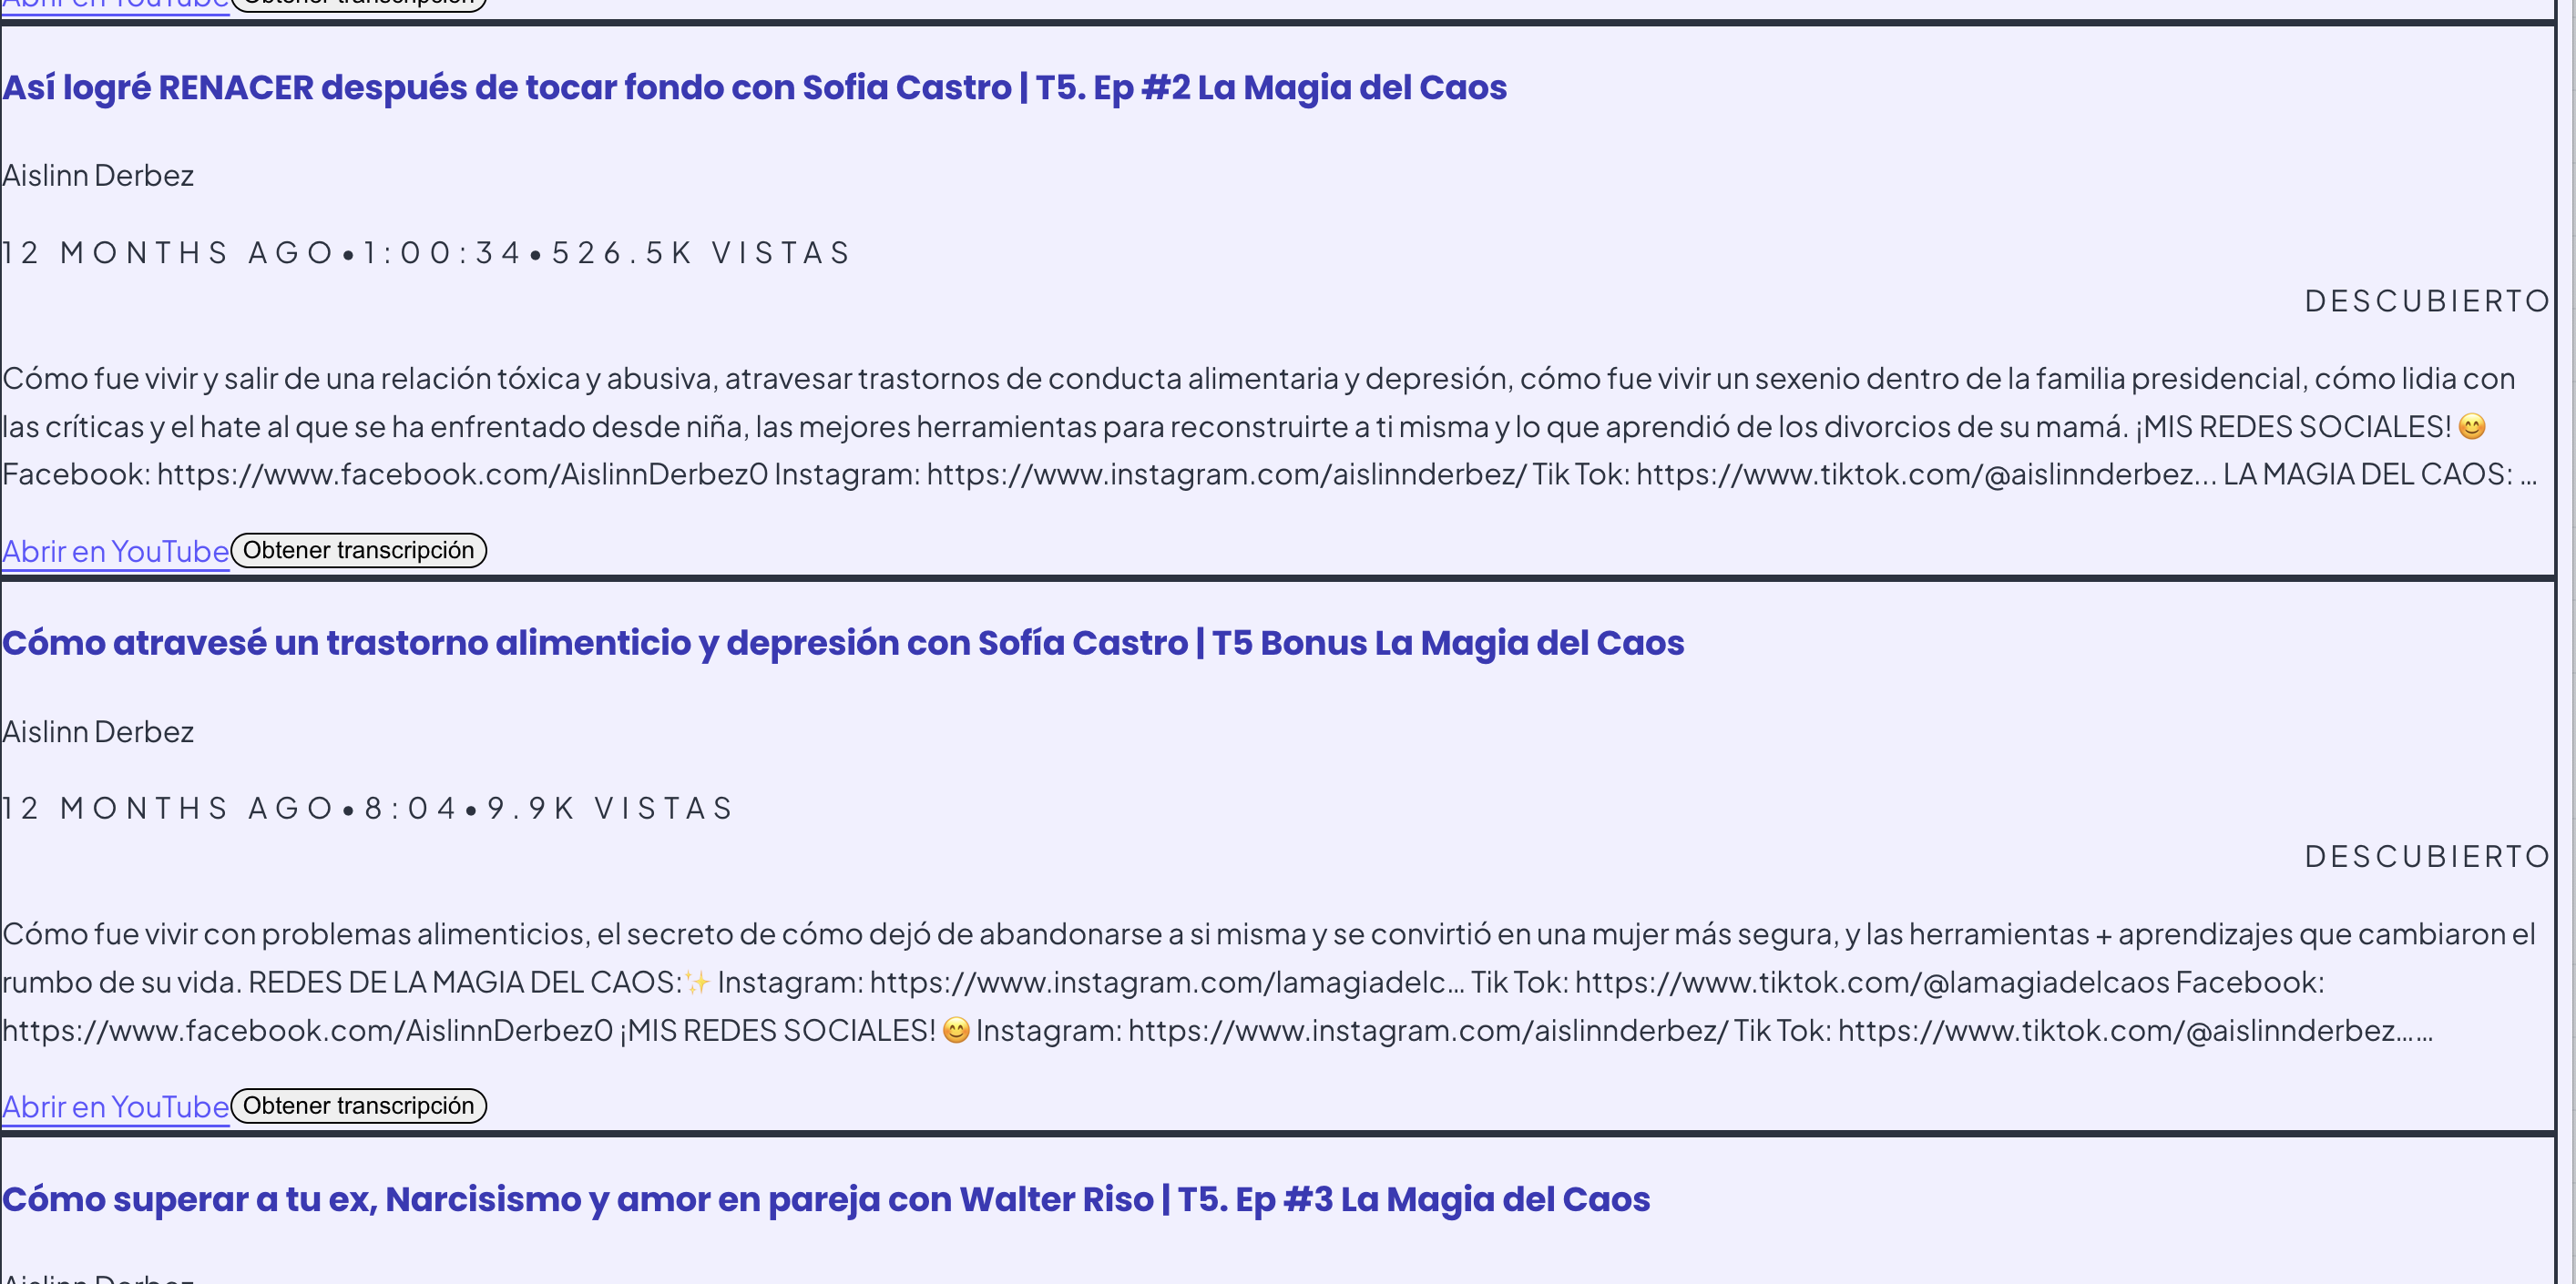 Abrir en YouTube Obtener transcripción
Así logré RENACER después de tocar fondo con Sofia Castro | T5. Ep #2 La Magia del Caos
Aislinn Derbez
12 MONTHS AGO•1:00:34•526.5K VISTAS
DESCUBIERTO
Cómo fue vivir y salir de una relación tóxica y abusiva, atravesar trastornos de conducta alimentaria y depresión, cómo fue vivir un sexenio dentro de la familia presidencial, cómo lidia con
las críticas y el hate al que se ha enfrentado desde niña, las mejores herramientas para reconstruirte a ti misma y lo que aprendió de los divorcios de su mamá. ¡MIS REDES SOCIALES! 😊
Facebook: https://www.facebook.com/AislinnDerbez0 Instagram: https://www.instagram.com/aislinnderbez/ Tik Tok: https://www.tiktok.com/@aislinnderbez... LA MAGIA DEL CAOS: ...
Abrir en YouTube Obtener transcripción
Cómo atravesé un trastorno alimenticio y depresión con Sofía Castro | T5 Bonus La Magia del Caos
Aislinn Derbez
12 MONTHS AGO•8:04•9.9K VISTAS
DESCUBIERTO
Cómo fue vivir con problemas alimenticios, el secreto de cómo dejó de abandonarse a si misma y se convirtió en una mujer más segura, y las herramientas + aprendizajes que cambiaron el
rumbo de su vida. REDES DE LA MAGIA DEL CAOS:✨ Instagram: https://www.instagram.com/lamagiadelc... Tik Tok: https://www.tiktok.com/@lamagiadelcaos Facebook:
https://www.facebook.com/AislinnDerbez0 ¡MIS REDES SOCIALES! 😊 Instagram: https://www.instagram.com/aislinnderbez/ Tik Tok: https://www.tiktok.com/@aislinnderbez......
Abrir en YouTube Obtener transcripción
Cómo superar a tu ex, Narcisismo y amor en pareja con Walter Riso | T5. Ep #3 La Magia del Caos
Aislinn Derbez